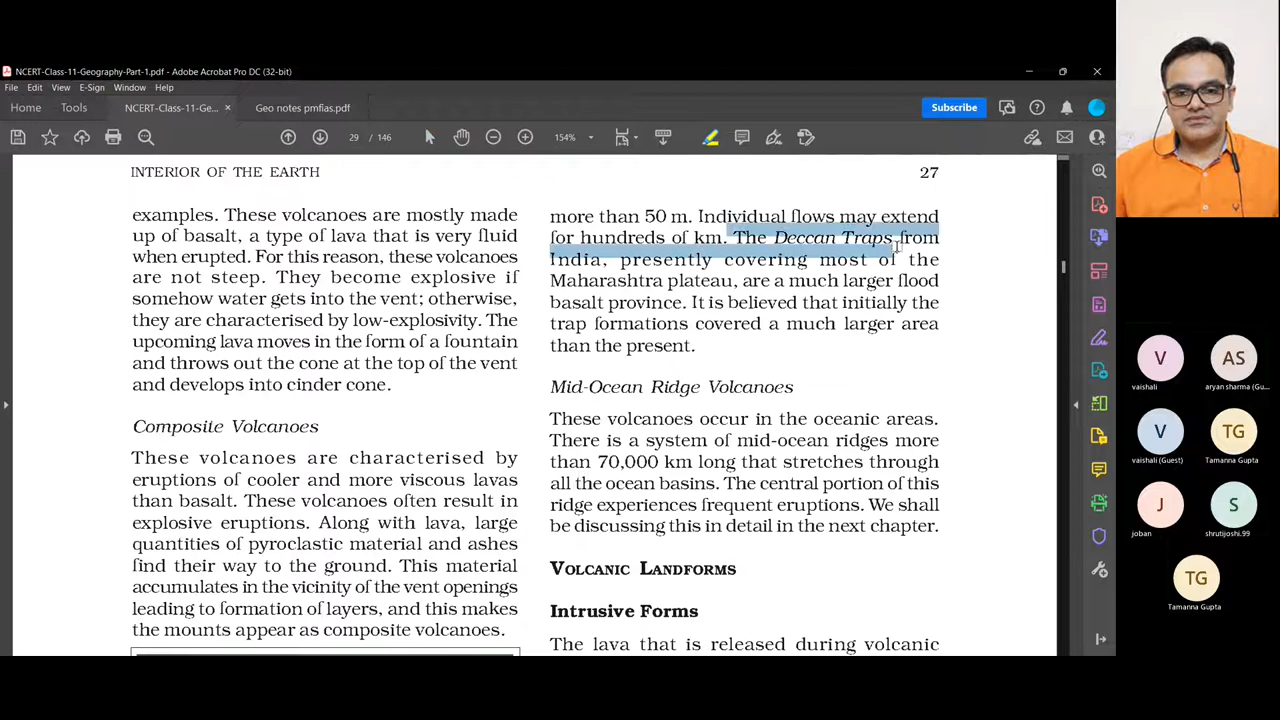 NCERT-Class-11-Geography-Part-1.pdf - Adobe Acrobat Pro DC (32-bit)
File Edit View E-Sign Window Help
Home Tools NCERT-Class-11-Ge... × Geo notes pmfias.pdf Subscribe
29 / 146 154%
INTERIOR OF THE EARTH 27
examples. These volcanoes are mostly made
up of basalt, a type of lava that is very fluid
when erupted. For this reason, these volcanoes
are not steep. They become explosive if
somehow water gets into the vent; otherwise,
they are characterised by low-explosivity. The
upcoming lava moves in the form of a fountain
and throws out the cone at the top of the vent
and develops into cinder cone.
Composite Volcanoes
These volcanoes are characterised by
eruptions of cooler and more viscous lavas
than basalt. These volcanoes often result in
explosive eruptions. Along with lava, large
quantities of pyroclastic material and ashes
find their way to the ground. This material
accumulates in the vicinity of the vent openings
leading to formation of layers, and this makes
the mounts appear as composite volcanoes.
more than 50 m. Individual flows may extend
for hundreds of km. The Deccan Traps from
India, presently covering most of the
Maharashtra plateau, are a much larger flood
basalt province. It is believed that initially the
trap formations covered a much larger area
than the present.
Mid-Ocean Ridge Volcanoes
These volcanoes occur in the oceanic areas.
There is a system of mid-ocean ridges more
than 70,000 km long that stretches through
all the ocean basins. The central portion of this
ridge experiences frequent eruptions. We shall
be discussing this in detail in the next chapter.
VOLCANIC LANDFORMS
Intrusive Forms
The lava that is released during volcanic
V AS
vaishali aryan sharma (Gu...
V TG
vaishali (Guest) Tamanna Gupta
J S
joban shrutijoshi.99
TG
Tamanna Gupta